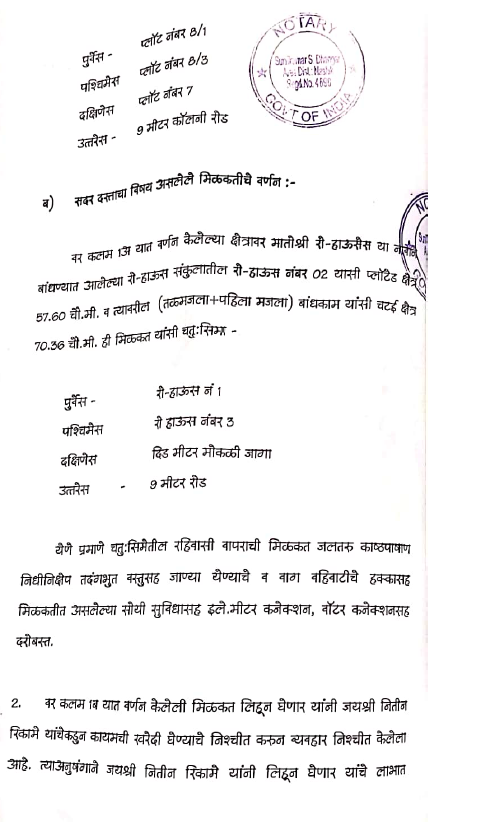 पुर्वेस - प्लॉट नंबर 8/1
पश्चिमेस प्लॉट नंबर 8/3
दक्षिणेस प्लॉट नंबर 7
उत्तरेस - 9 मीटर कॉलनी रोड
NOTARY
Dist.: Nashik
GOVT OF INDIA
ब) सदर दस्ताचा विषय असलेले मिळकतीचे वर्णन :-
वर कलम 1अ यात वर्णन केलेल्या क्षेत्रावर मातोश्री रो-हाऊसेस या नावाने
बांधण्यात आलेल्या रो-हाऊस संकुलातील रो-हाऊस नंबर 02 यासी प्लॉटेड क्षेत्र
57.60 चौ.मी. व त्यावरील (तळमजला+पहिला मजला) बांधकाम यांसी चटई क्षेत्र
70.36 चौ.मी. ही मिळकत यांसी चतु:सिमा -
पुर्वेस - रो-हाऊस नं 1
पश्चिमेस रो हाऊस नंबर 3
दक्षिणेस दिड मीटर मोकळी जागा
उत्तरेस - 9 मीटर रोड
येणे प्रमाणे चतु:सिमेतील रहिवासी वापराची मिळकत जलतरु काष्ठपाषाण
निधीनिक्षेप तदंगभुत वस्तुसह जाण्या येण्याचे व वाग वहिवाटीचे हक्कासह
मिळकतीत असलेल्या सोयी सुविधासह इले.मीटर कनेक्शन, वॉटर कनेक्शनसह
दरोबस्त.
2. वर कलम 1ब यात वर्णन केलेली मिळकत लिहून घेणार यांनी जयश्री नितीन
रिकामे यांचेकडुन कायमची खरेदी घेण्याचे निश्चीत करुन व्यवहार निश्चीत केलेला
आहे. त्याअनुषंगाने जयश्री नितीन रिकामे यांनी लिहून घेणार यांचे लाभात